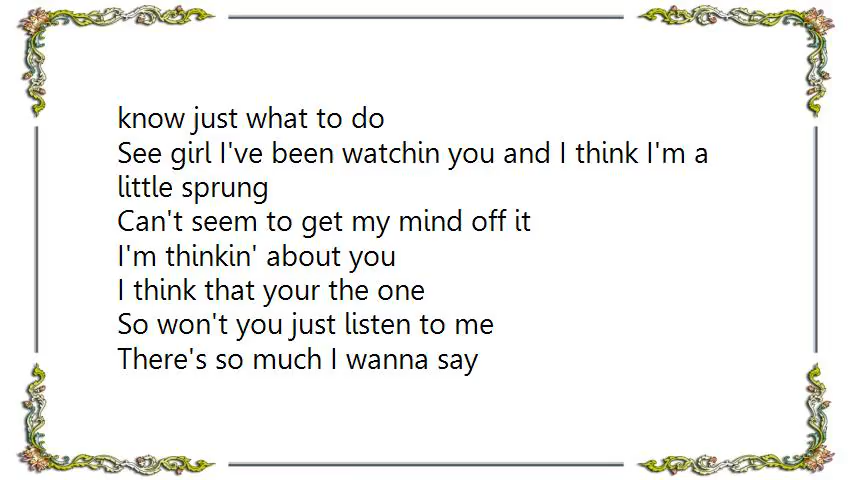 know just what to do
See girl I've been watchin you and I think I'm a
little sprung
Can't seem to get my mind off it
I'm thinkin' about you
I think that your the one
So won't you just listen to me
There's so much I wanna say